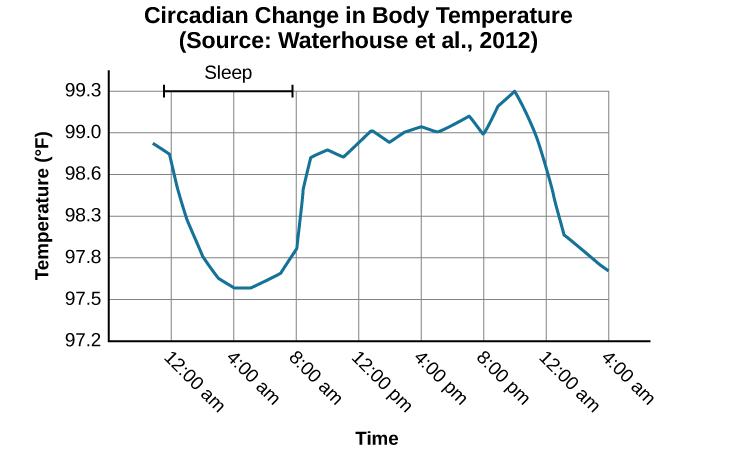 Circadian Change in Body Temperature
(Source: Waterhouse et al., 2012)
Sleep
Temperature (°F)
99.3
99.0
98.6
98.3
97.8
97.5
97.2
12:00 am
4:00 am
8:00 am
12:00 pm
4:00 pm
8:00 pm
12:00 am
4:00 am
Time